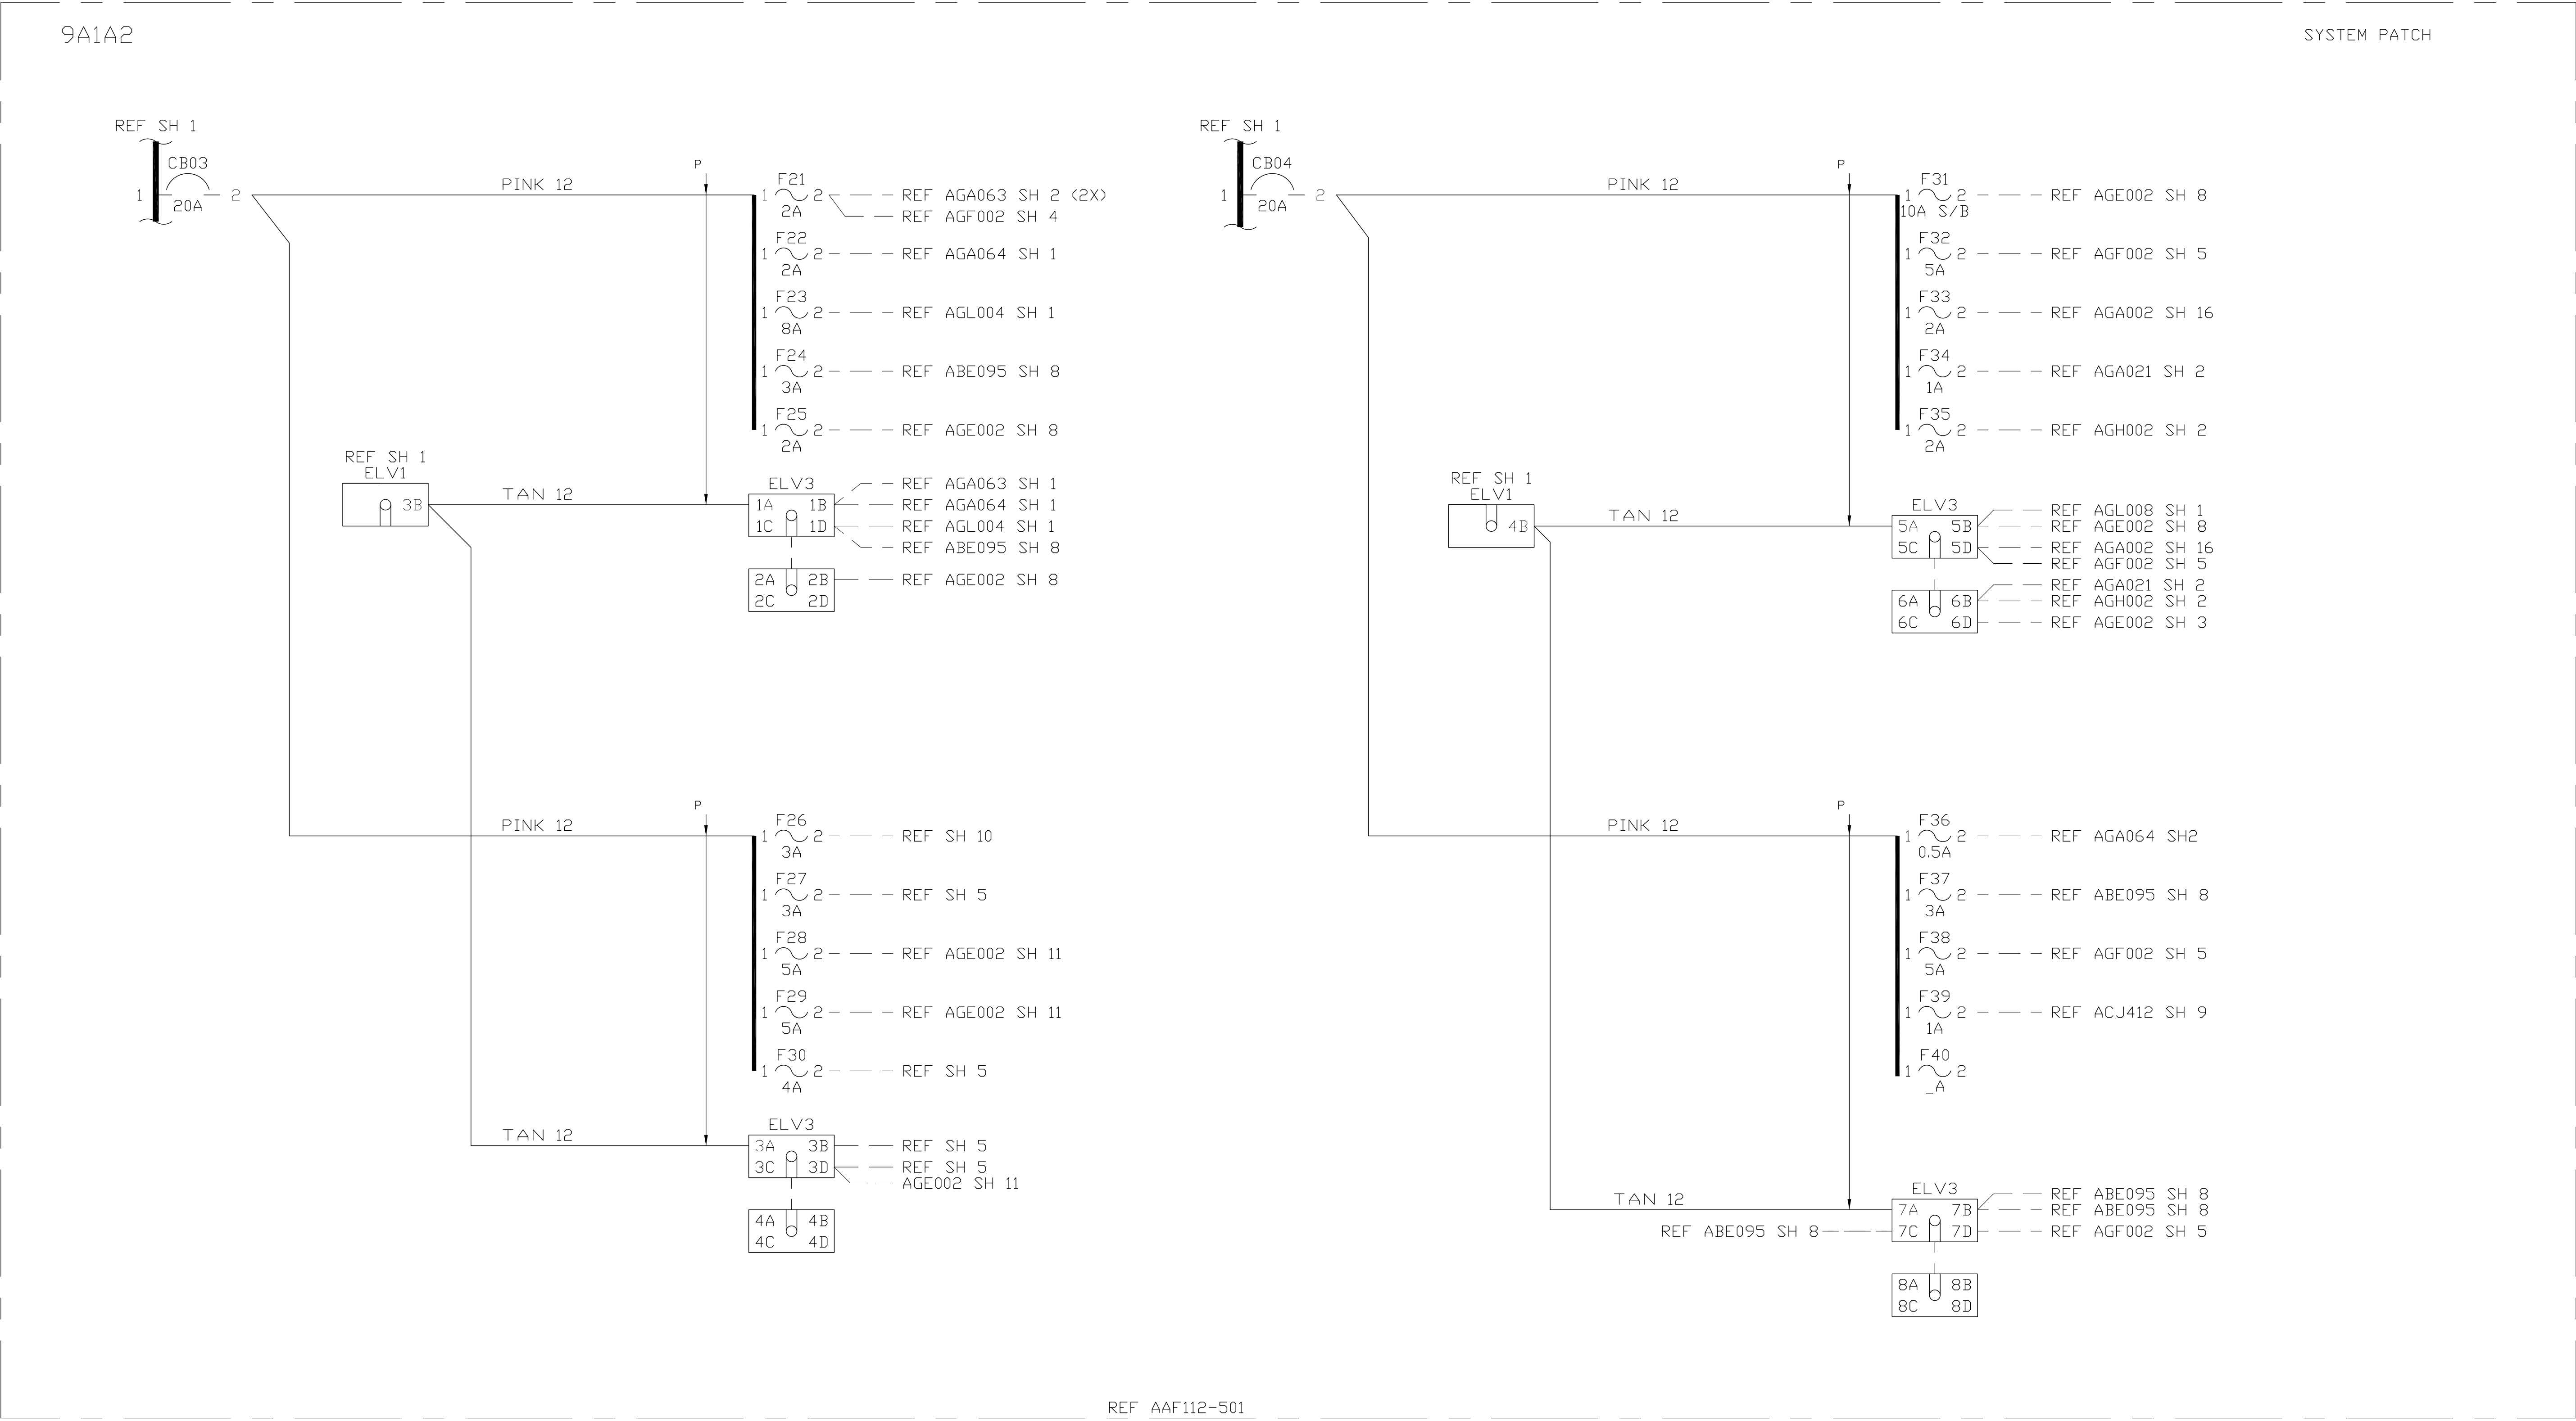 9A1A2
SYSTEM PATCH
REF SH 1
CB03
1 2
20A
PINK 12
P
F21
1 2 REF AGA063 SH 2 (2X)
2A
REF AGF002 SH 4
F22
1 2 REF AGA064 SH 1
2A
F23
1 2 REF AGL004 SH 1
8A
F24
1 2 REF ABE095 SH 8
3A
F25
1 2 REF AGE002 SH 8
2A
REF SH 1
ELV1
3B
TAN 12
ELV3
REF AGA063 SH 1
1A 1B REF AGA064 SH 1
1C 1D REF AGL004 SH 1
REF ABE095 SH 8
2A 2B REF AGE002 SH 8
2C 2D
PINK 12
P
F26
1 2 REF SH 10
3A
F27
1 2 REF SH 5
3A
F28
1 2 REF AGE002 SH 11
5A
F29
1 2 REF AGE002 SH 11
5A
F30
1 2 REF SH 5
4A
TAN 12
ELV3
3A 3B REF SH 5
3C 3D REF SH 5
AGE002 SH 11
4A 4B
4C 4D
REF SH 1
CB04
1 2
20A
PINK 12
P
F31
1 2 REF AGE002 SH 8
10A S/B
F32
1 2 REF AGF002 SH 5
5A
F33
1 2 REF AGA002 SH 16
2A
F34
1 2 REF AGA021 SH 2
1A
F35
1 2 REF AGH002 SH 2
2A
REF SH 1
ELV1
4B
TAN 12
ELV3
REF AGL008 SH 1
5A 5B REF AGE002 SH 8
5C 5D REF AGA002 SH 16
REF AGF002 SH 5
REF AGA021 SH 2
6A 6B REF AGH002 SH 2
6C 6D REF AGE002 SH 3
PINK 12
P
F36
1 2 REF AGA064 SH2
0.5A
F37
1 2 REF ABE095 SH 8
3A
F38
1 2 REF AGF002 SH 5
5A
F39
1 2 REF ACJ412 SH 9
1A
F40
1 2
_A
TAN 12
ELV3
REF ABE095 SH 8
7A 7B REF ABE095 SH 8
REF ABE095 SH 8 7C 7D REF AGF002 SH 5
8A 8B
8C 8D
REF AAF112-501